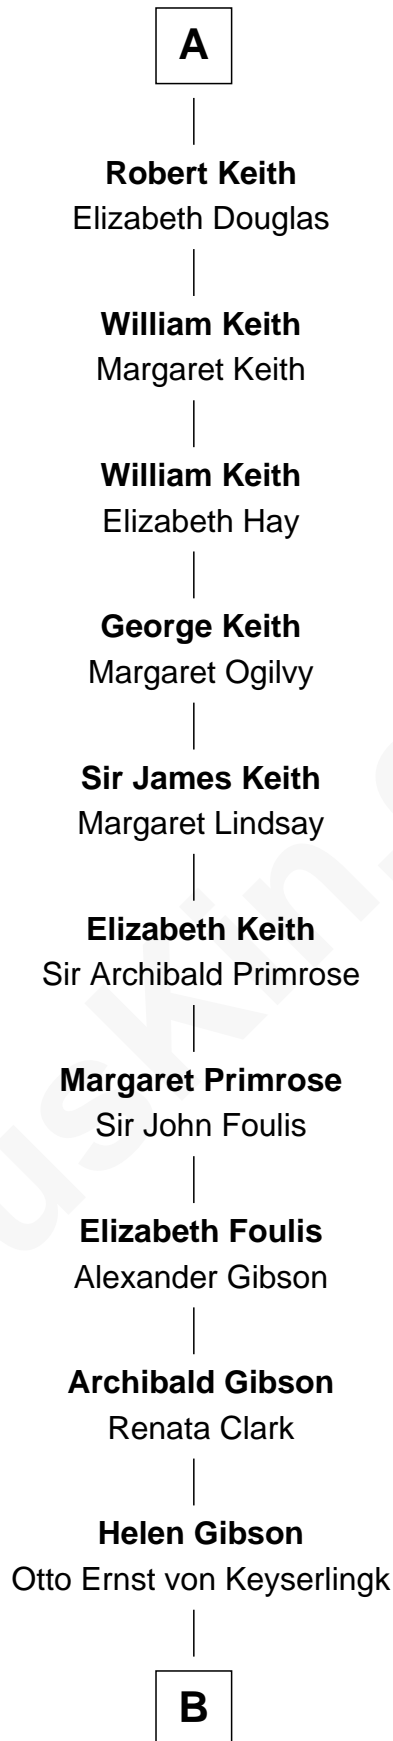 A
Robert Keith
Elizabeth Douglas
William Keith
Margaret Keith
William Keith
Elizabeth Hay
George Keith
Margaret Ogilvy
Sir James Keith
Margaret Lindsay
Elizabeth Keith
Sir Archibald Primrose
Margaret Primrose
Sir John Foulis
Elizabeth Foulis
Alexander Gibson
Archibald Gibson
Renata Clark
Helen Gibson
Otto Ernst von Keyserlingk
B